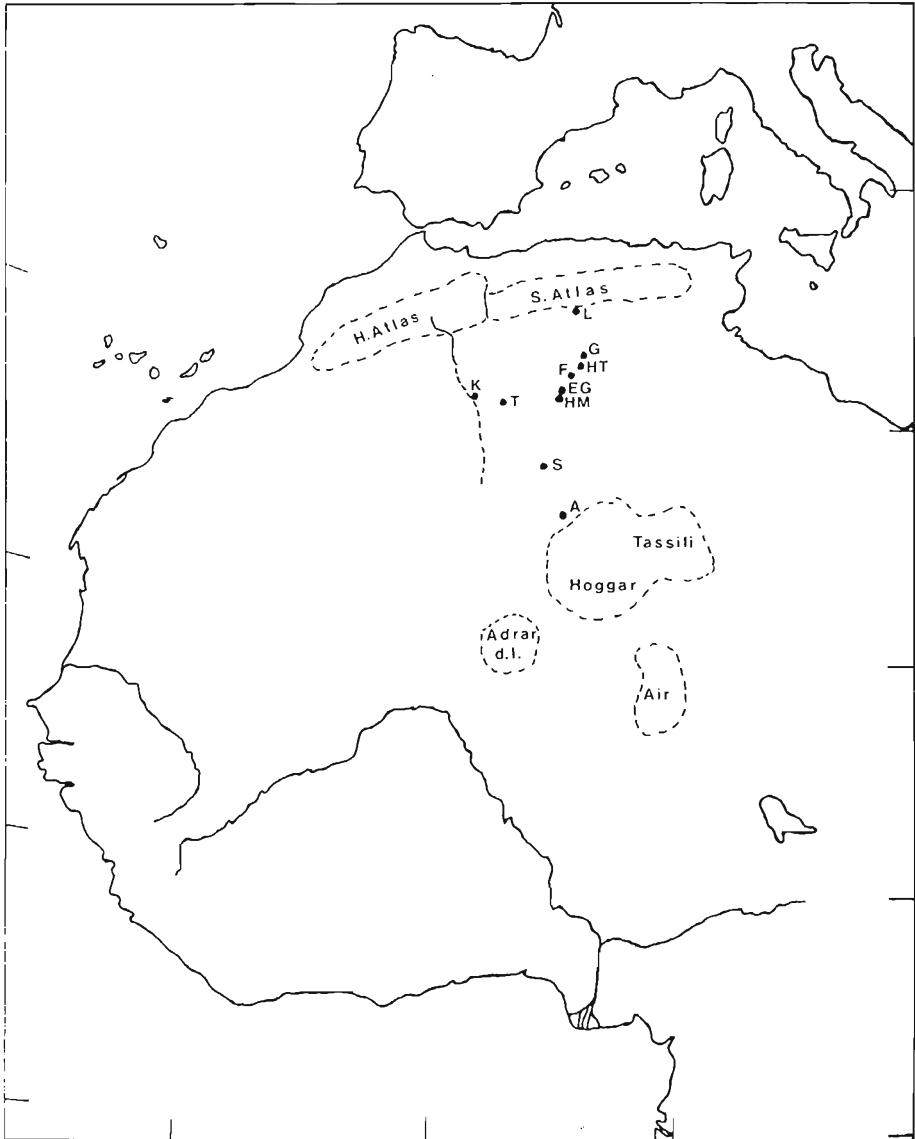 S. Atlas
H. Atlas
L
G
HT
F
K
EG
T
HM
S
A
Tassili
Hoggar
Adrar
d.I.
Air